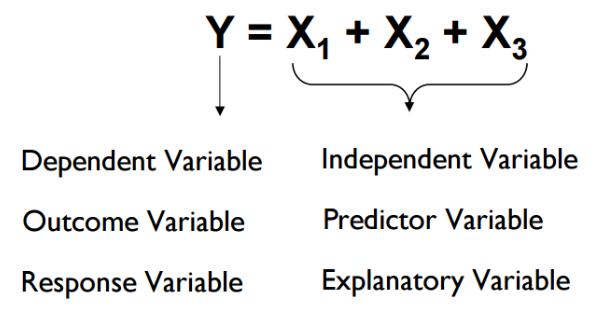 Y = X₁ + X₂ + X₃
Dependent Variable
Independent Variable
Outcome Variable
Predictor Variable
Response Variable
Explanatory Variable